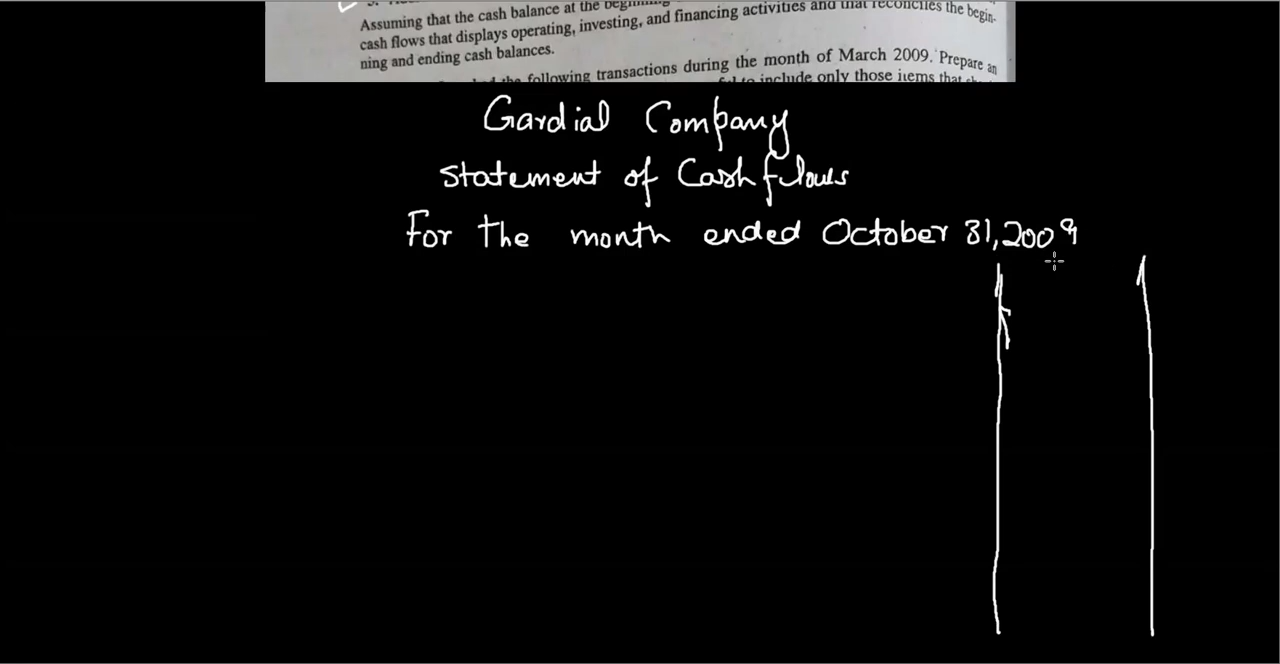 Assuming that the cash balance at the
cash flows that displays operating, investing, and financing activities and that reconciles the begin-
ning and ending cash balances.
the following transactions during the month of March 2009. Prepare an
to include only those items that
Gardial Company
Statement of Cash flows
For the month ended October 31, 2009